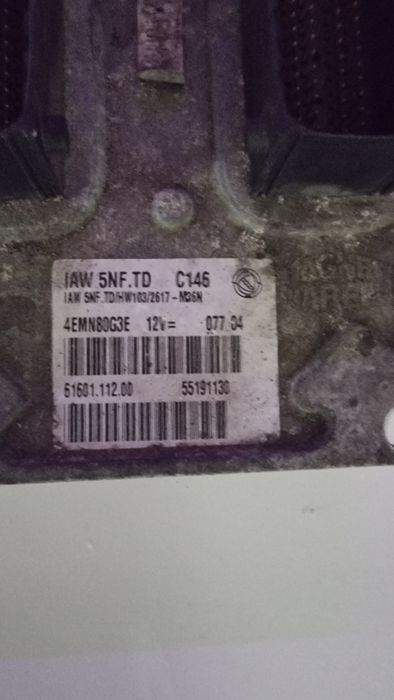 IAW 5NF.TD C146
IAW 5NF.TD/HW103/2617-M36N
4EMN80G3E 12V= 077 04
61601.112.00 55191130